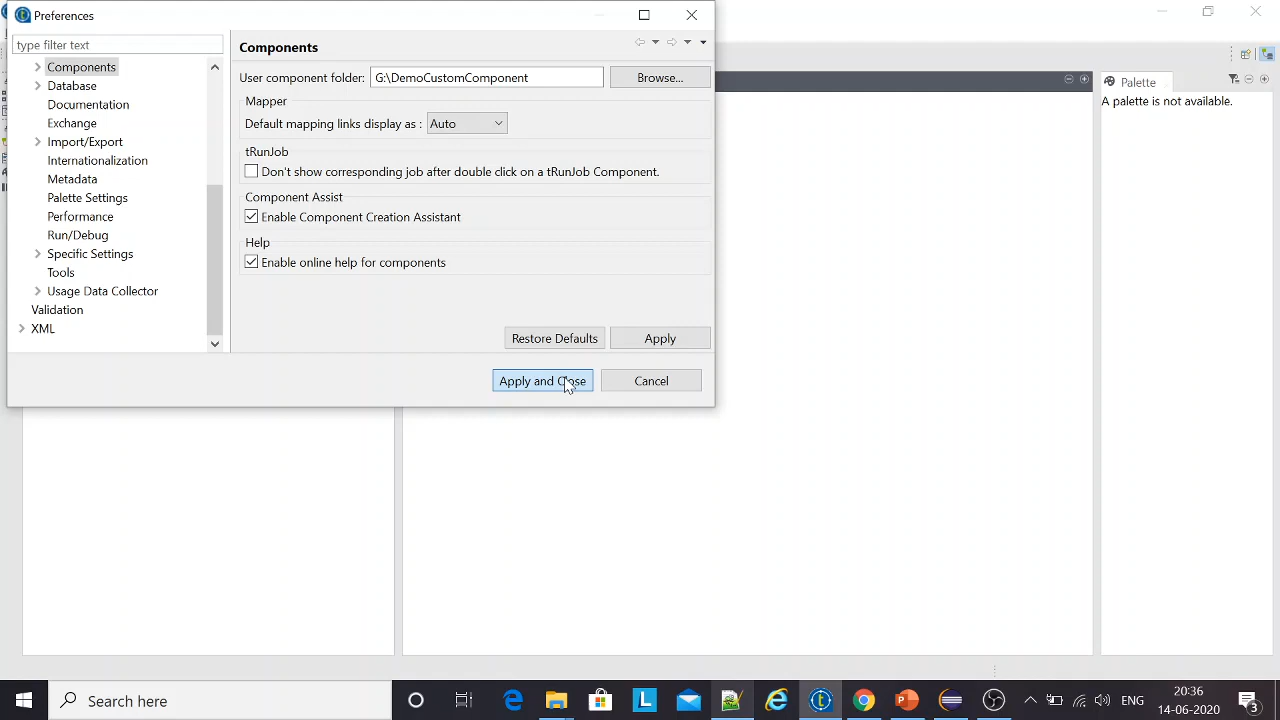 Preferences
type filter text
Components
Database
Documentation
Exchange
Import/Export
Internationalization
Metadata
Palette Settings
Performance
Run/Debug
Specific Settings
Tools
Usage Data Collector
Validation
XML
Components
User component folder: G:\DemoCustomComponent Browse...
Mapper
Default mapping links display as : Auto
tRunJob
Don't show corresponding job after double click on a tRunJob Component.
Component Assist
Enable Component Creation Assistant
Help
Enable online help for components
Restore Defaults Apply
Apply and Close Cancel
Palette
A palette is not available.
Search here
ENG
20:36
14-06-2020
3